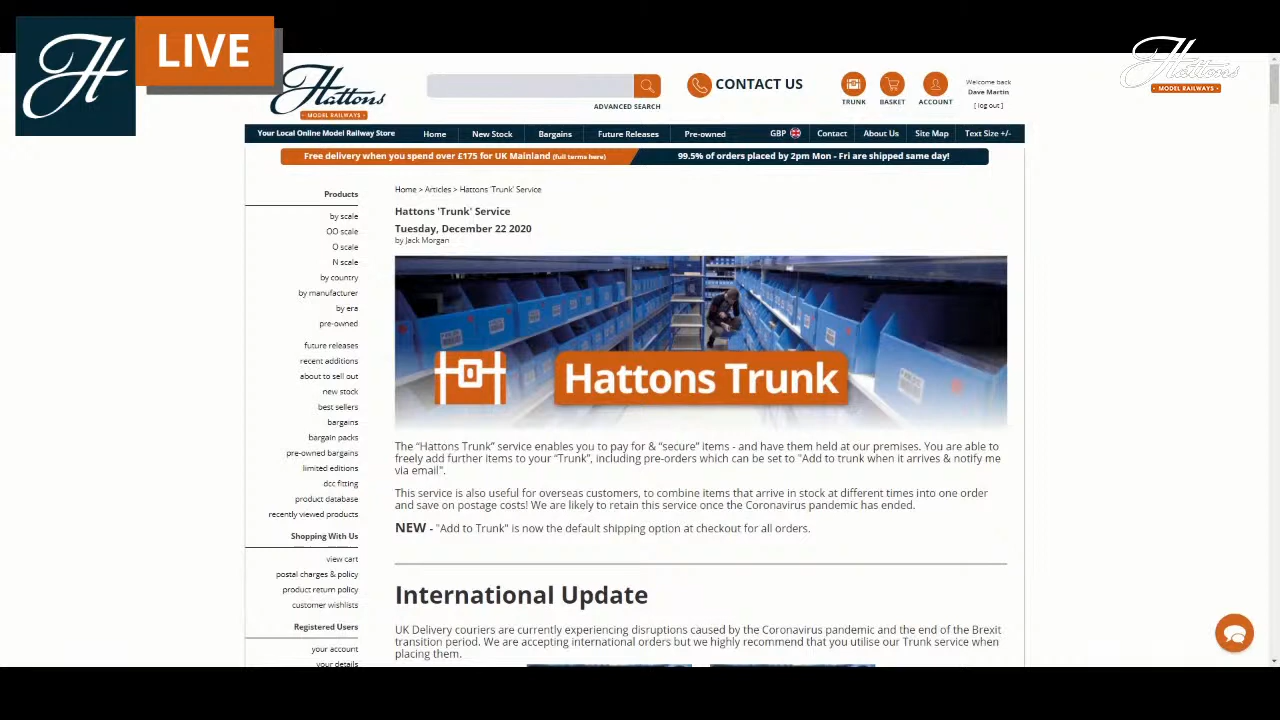 LIVE
Hattons
MODEL RAILWAYS
ADVANCED SEARCH
CONTACT US
TRUNK
BASKET
ACCOUNT
Welcome back
Dave Martin
[ log out ]
Hattons
MODEL RAILWAYS
Your Local Online Model Railway Store
Home
New Stock
Bargains
Future Releases
Pre-owned
GBP
Contact
About Us
Site Map
Text Size +/-
Free delivery when you spend over £175 for UK Mainland (full terms here)
99.5% of orders placed by 2pm Mon - Fri are shipped same day!
Products
by scale
OO scale
O scale
N scale
by country
by manufacturer
by era
pre-owned
future releases
recent additions
about to sell out
new stock
best sellers
bargains
bargain packs
pre-owned bargains
limited editions
dcc fitting
product database
recently viewed products
Shopping With Us
view cart
postal charges & policy
product return policy
customer wishlists
Registered Users
your account
your details
Home > Articles > Hattons 'Trunk' Service
Hattons 'Trunk' Service
Tuesday, December 22 2020
by Jack Morgan
Hattons Trunk
The “Hattons Trunk” service enables you to pay for & “secure” items - and have them held at our premises. You are able to
freely add further items to your “Trunk”, including pre-orders which can be set to "Add to trunk when it arrives & notify me
via email".
This service is also useful for overseas customers, to combine items that arrive in stock at different times into one order
and save on postage costs! We are likely to retain this service once the Coronavirus pandemic has ended.
NEW - "Add to Trunk" is now the default shipping option at checkout for all orders.
International Update
UK Delivery couriers are currently experiencing disruptions caused by the Coronavirus pandemic and the end of the Brexit
transition period. We are accepting international orders but we highly recommend that you utilise our Trunk service when
placing them.